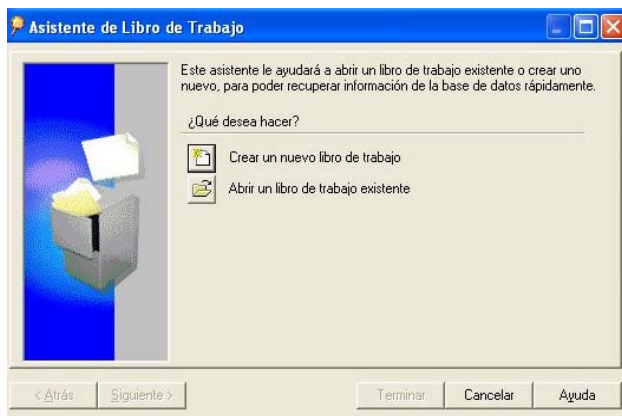 Asistente de Libro de Trabajo
Este asistente le ayudará a abrir un libro de trabajo existente o crear uno
nuevo, para poder recuperar información de la base de datos rápidamente.
¿Qué desea hacer?
Crear un nuevo libro de trabajo
Abrir un libro de trabajo existente
< Atrás Siguiente > Terminar Cancelar Ayuda